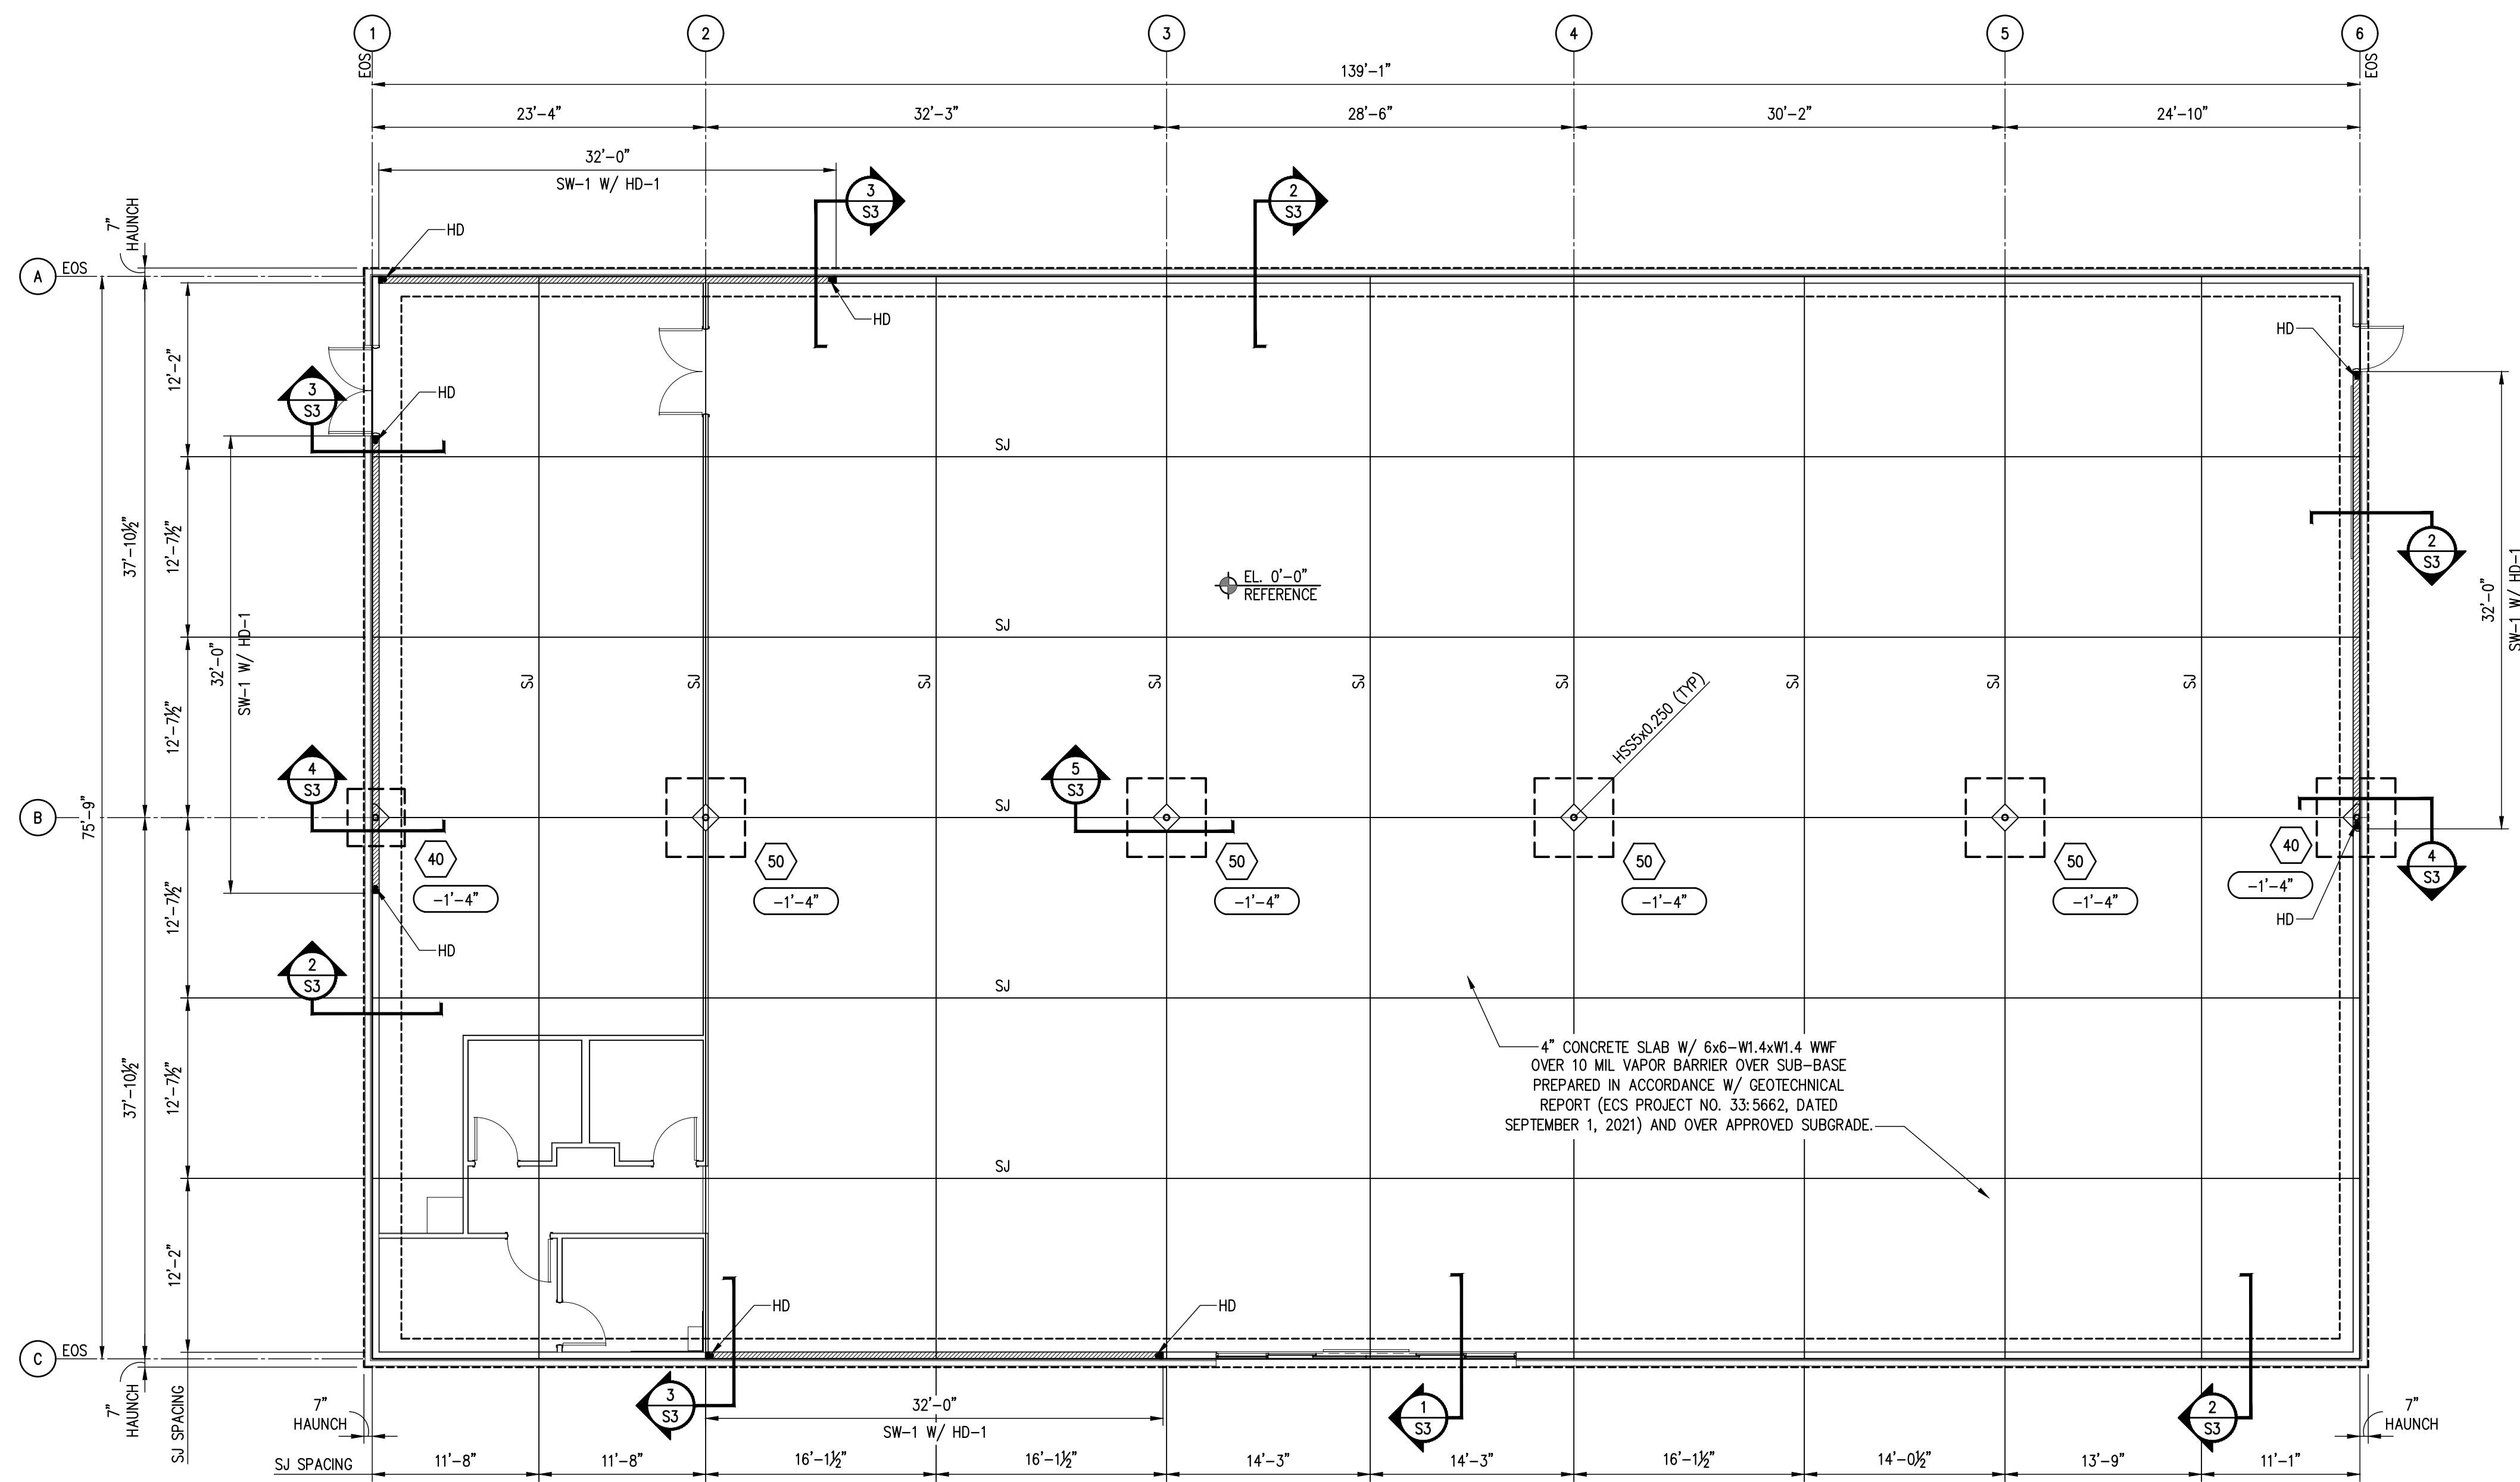 1
2
3
4
5
6
EOS
EOS
139'-1"
23'-4"
32'-3"
28'-6"
30'-2"
24'-10"
32'-0"
SW-1 W/ HD-1
3
S3
2
S3
7"
HAUNCH
HD
A
EOS
HD
HD
12'-2"
3
S3
HD
SJ
37'-10½"
12'-7½"
2
S3
EL. 0'-0"
REFERENCE
32'-0"
SW-1 W/ HD-1
SJ
32'-0"
SW-1 W/ HD-1
SJ
SJ
SJ
SJ
SJ
SJ
SJ
SJ
SJ
12'-7½"
HSS5x0.250 (TYP)
4
S3
5
S3
B
75'-9"
SJ
40
50
50
50
50
40
4
S3
-1'-4"
-1'-4"
-1'-4"
-1'-4"
-1'-4"
-1'-4"
12'-7½"
HD
HD
2
S3
SJ
4" CONCRETE SLAB W/ 6x6-W1.4xW1.4 WWF
OVER 10 MIL VAPOR BARRIER OVER SUB-BASE
PREPARED IN ACCORDANCE W/ GEOTECHNICAL
REPORT (ECS PROJECT NO. 33:5662, DATED
SEPTEMBER 1, 2021) AND OVER APPROVED SUBGRADE.
37'-10½"
12'-7½"
SJ
12'-2"
HD
HD
C
EOS
7"
HAUNCH
SJ SPACING
7"
HAUNCH
3
S3
32'-0"
SW-1 W/ HD-1
1
S3
2
S3
7"
HAUNCH
SJ SPACING
11'-8"
11'-8"
16'-1½"
16'-1½"
14'-3"
14'-3"
16'-1½"
14'-0½"
13'-9"
11'-1"